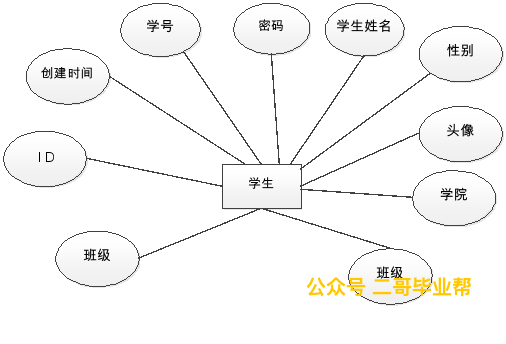 学号
密码
学生姓名
性别
创建时间
头像
ID
学生
学院
班级
班级
公众号 二哥毕业帮